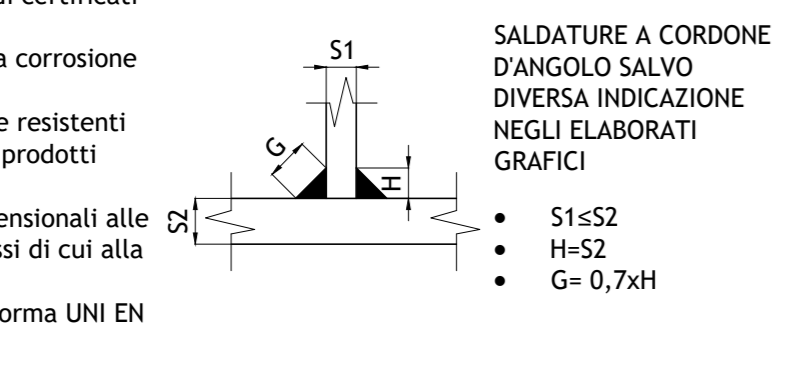 di certificati
a corrosione
e resistenti
prodotti
ensionali alle
ssi di cui alla
orma UNI EN
S1
G
H
S2
SALDATURE A CORDONE
D'ANGOLO SALVO
DIVERSA INDICAZIONE
NEGLI ELABORATI
GRAFICI
• S1≤S2
• H=S2
• G= 0,7xH